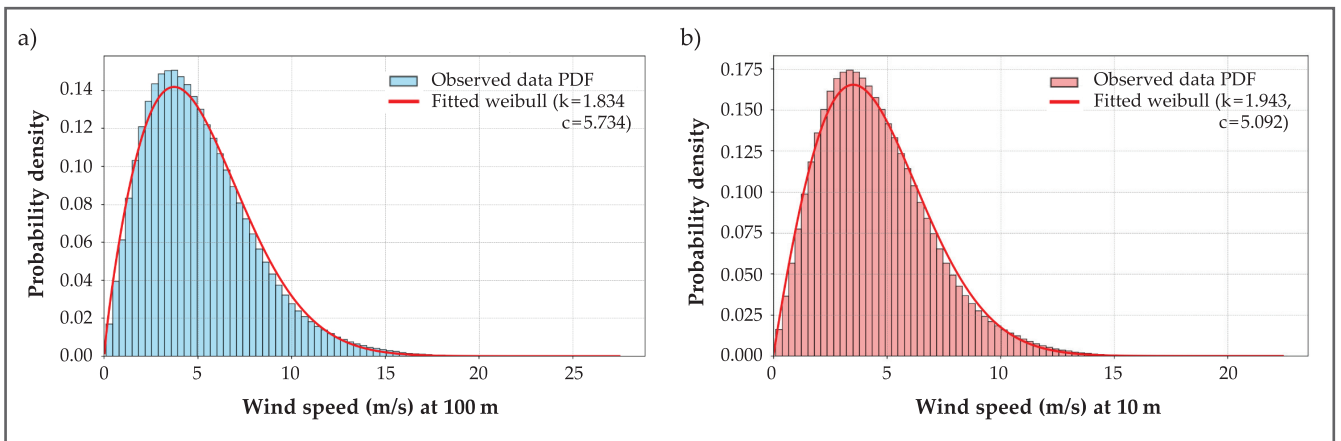 a)
Observed data PDF
Fitted weibull (k=1.834
c=5.734)
0.14
0.12
0.10
0.08
0.06
0.04
0.02
0.00
Probability density
0 5 10 15 20 25
Wind speed (m/s) at 100 m
b)
Observed data PDF
Fitted weibull (k=1.943,
c=5.092)
0.175
0.150
0.125
0.100
0.075
0.050
0.025
0.000
Probability density
0 5 10 15 20
Wind speed (m/s) at 10 m